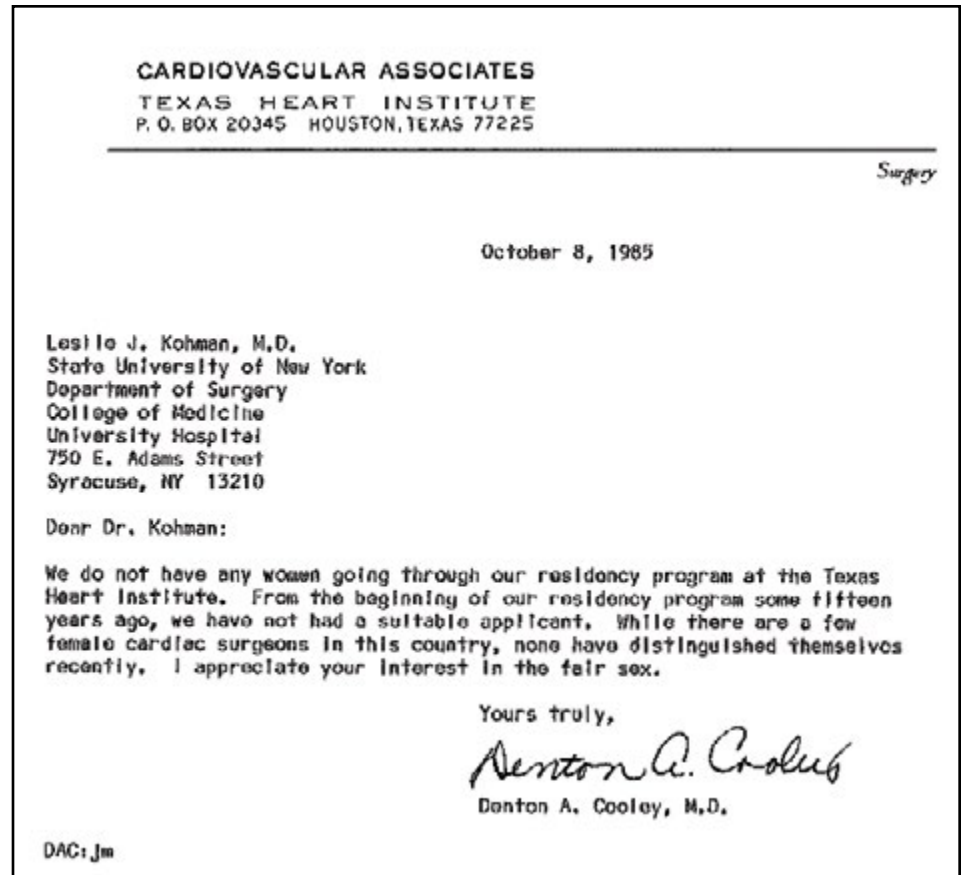 CARDIOVASCULAR ASSOCIATES
TEXAS HEART INSTITUTE
P. O. BOX 20345 HOUSTON, TEXAS 77225
Surgery
October 8, 1985
Leslie J. Kohman, M.D.
State University of New York
Department of Surgery
College of Medicine
University Hospital
750 E. Adams Street
Syracuse, NY 13210
Dear Dr. Kohman:
We do not have any women going through our residency program at the Texas
Heart Institute. From the beginning of our residency program some fifteen
years ago, we have not had a suitable applicant. While there are a few
female cardiac surgeons in this country, none have distinguished themselves
recently. I appreciate your interest in the fair sex.
Yours truly,
Denton A. Cooley
Denton A. Cooley, M.D.
DAC:jm